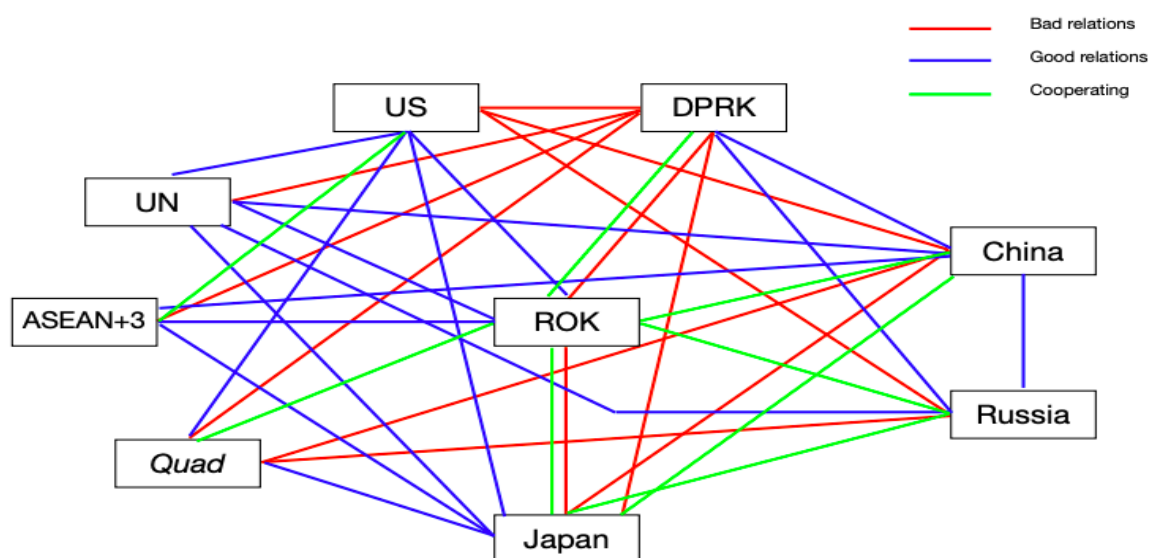 Bad relations
Good relations
Cooperating
US
DPRK
UN
China
ASEAN+3
ROK
Russia
Quad
Japan